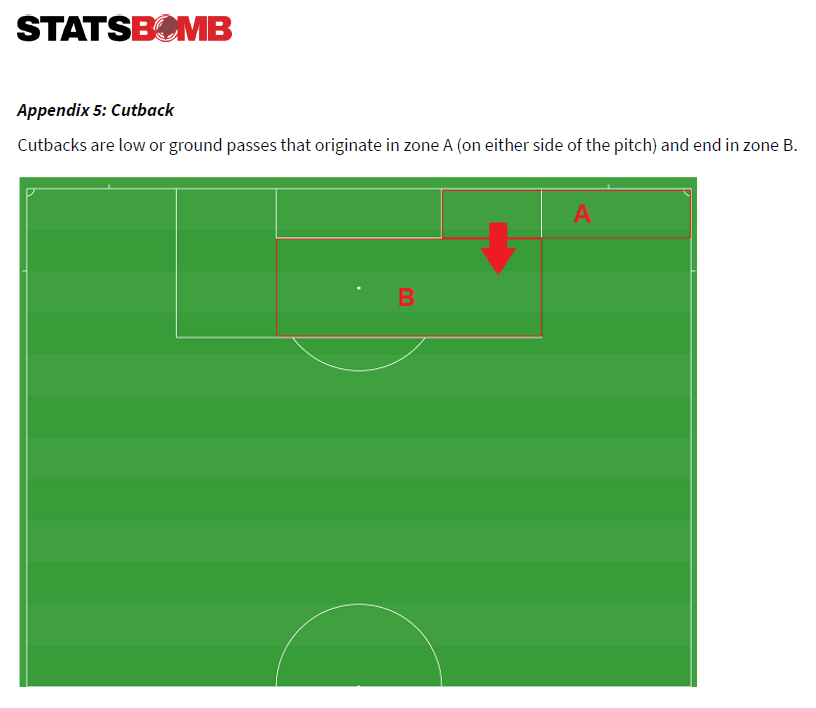 STATSBOMB
Appendix 5: Cutback
Cutbacks are low or ground passes that originate in zone A (on either side of the pitch) and end in zone B.
A
B